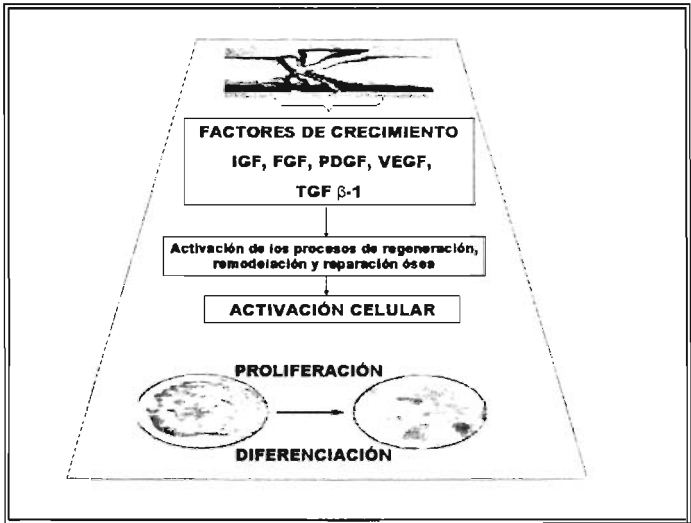 FACTORES DE CRECIMIENTO
IGF, FGF, PDGF, VEGF,
TGF β-1
Activación de los procesos de regeneración,
remodelación y reparación ósea
ACTIVACIÓN CELULAR
PROLIFERACIÓN
DIFERENCIACIÓN